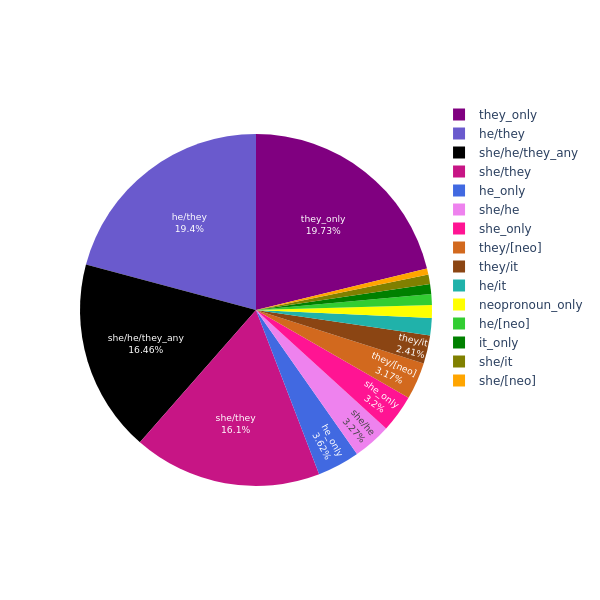 they_only
19.73%
he/they
19.4%
she/he/they_any
16.46%
she/they
16.1%
he_only
3.62%
she/he
3.27%
she_only
3.2%
they/[neo]
3.17%
they/it
2.41%
they_only
he/they
she/he/they_any
she/they
he_only
she/he
she_only
they/[neo]
they/it
he/it
neopronoun_only
he/[neo]
it_only
she/it
she/[neo]